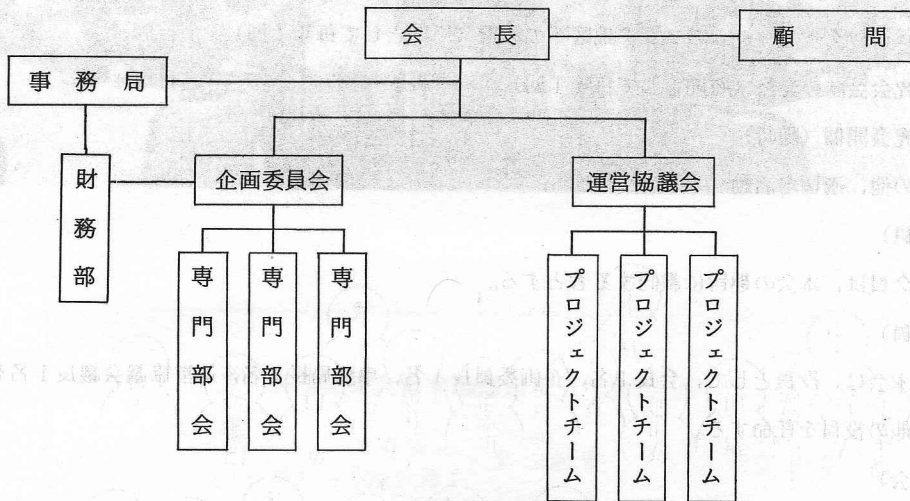 会長
顧問
事務局
財務部
企画委員会
運営協議会
専門部会
専門部会
専門部会
プロジェクトチーム
プロジェクトチーム
プロジェクトチーム